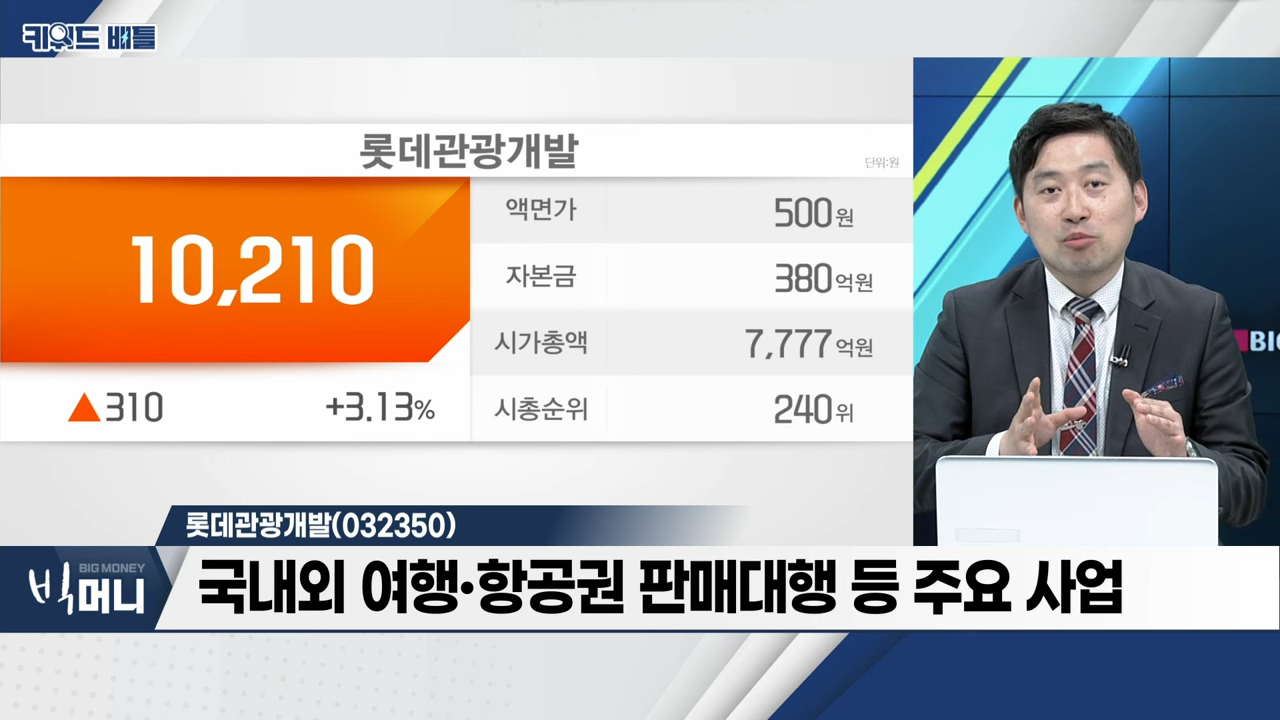 키워드 배틀
롯데관광개발
단위:원
10,210
▲310 +3.13%
액면가 500원
자본금 380억원
시가총액 7,777억원
시총순위 240위
BIG
롯데관광개발(032350)
BIG MONEY
빅머니
국내외 여행·항공권 판매대행 등 주요 사업